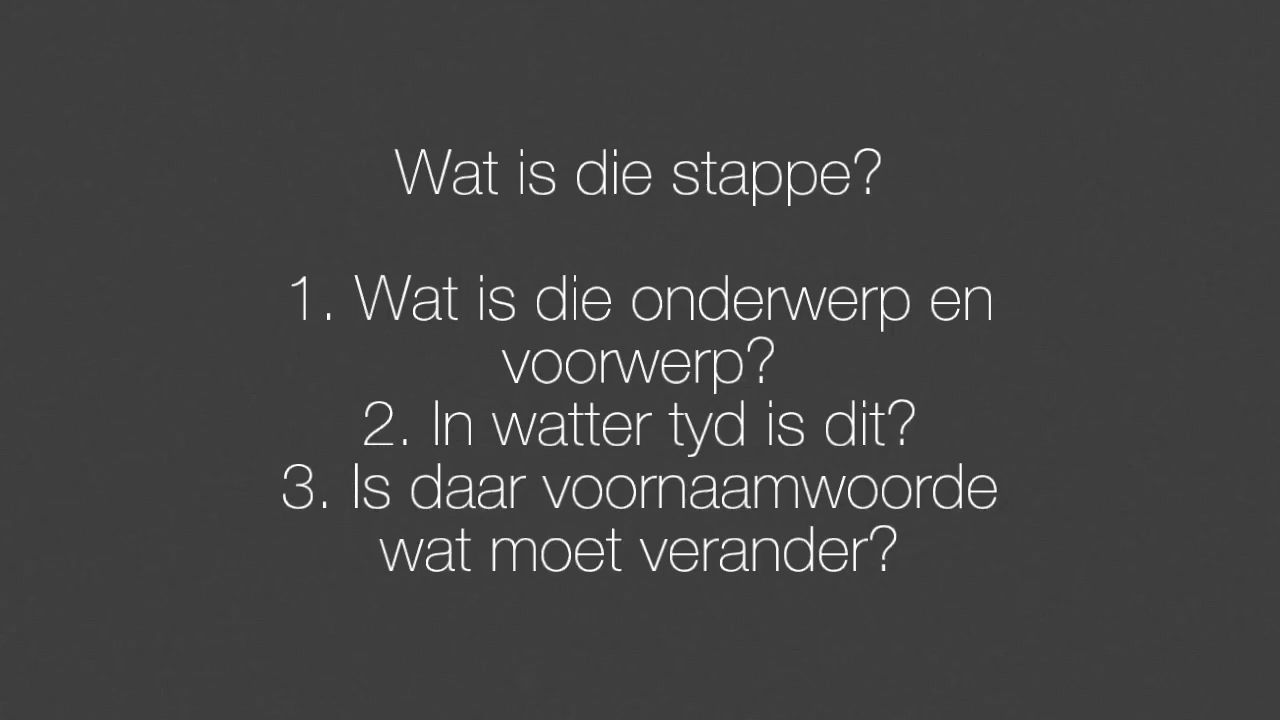 Wat is die stappe?
1. Wat is die onderwerp en
voorwerp?
2. In watter tyd is dit?
3. Is daar voornaamwoorde
wat moet verander?